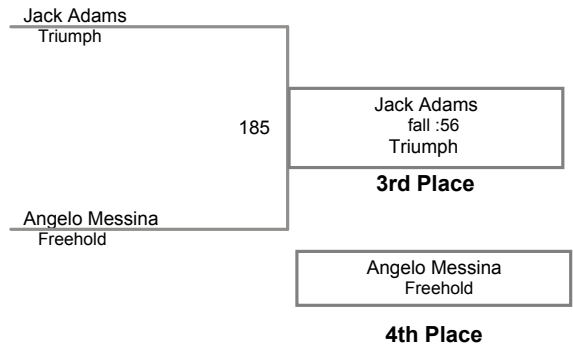 Jack Adams
Triumph
185
Jack Adams
fall :56
Triumph
3rd Place
Angelo Messina
Freehold
Angelo Messina
Freehold
4th Place